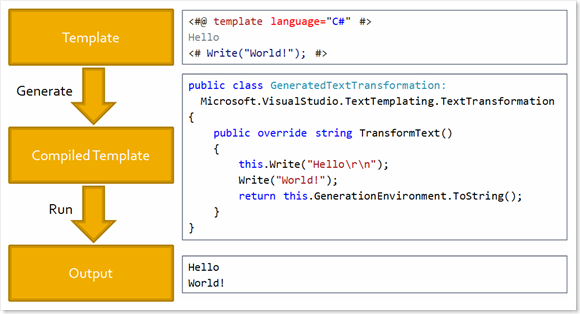 Template
<#@ template language="C#" #>
Hello
<# Write("World!"); #>
Generate
public class GeneratedTextTransformation:
Microsoft.VisualStudio.TextTemplating.TextTransformation
{
public override string TransformText()
{
this.Write("Hello\r\n");
Write("World!");
return this.GenerationEnvironment.ToString();
}
}
Compiled Template
Run
Output
Hello
World!